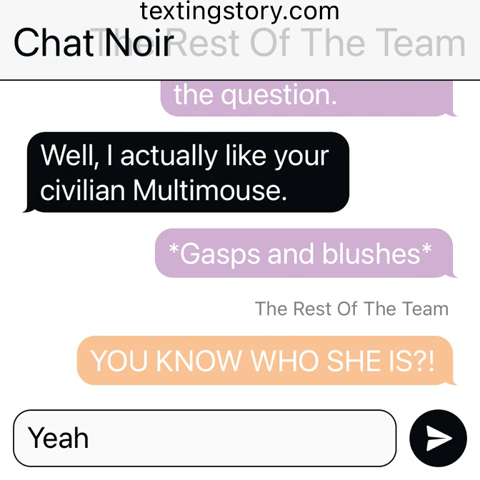 textingstory.com
Chat Noir
The Rest Of The Team
the question.
Well, I actually like your
civilian Multimouse.
*Gasps and blushes*
The Rest Of The Team
YOU KNOW WHO SHE IS?!
Yeah